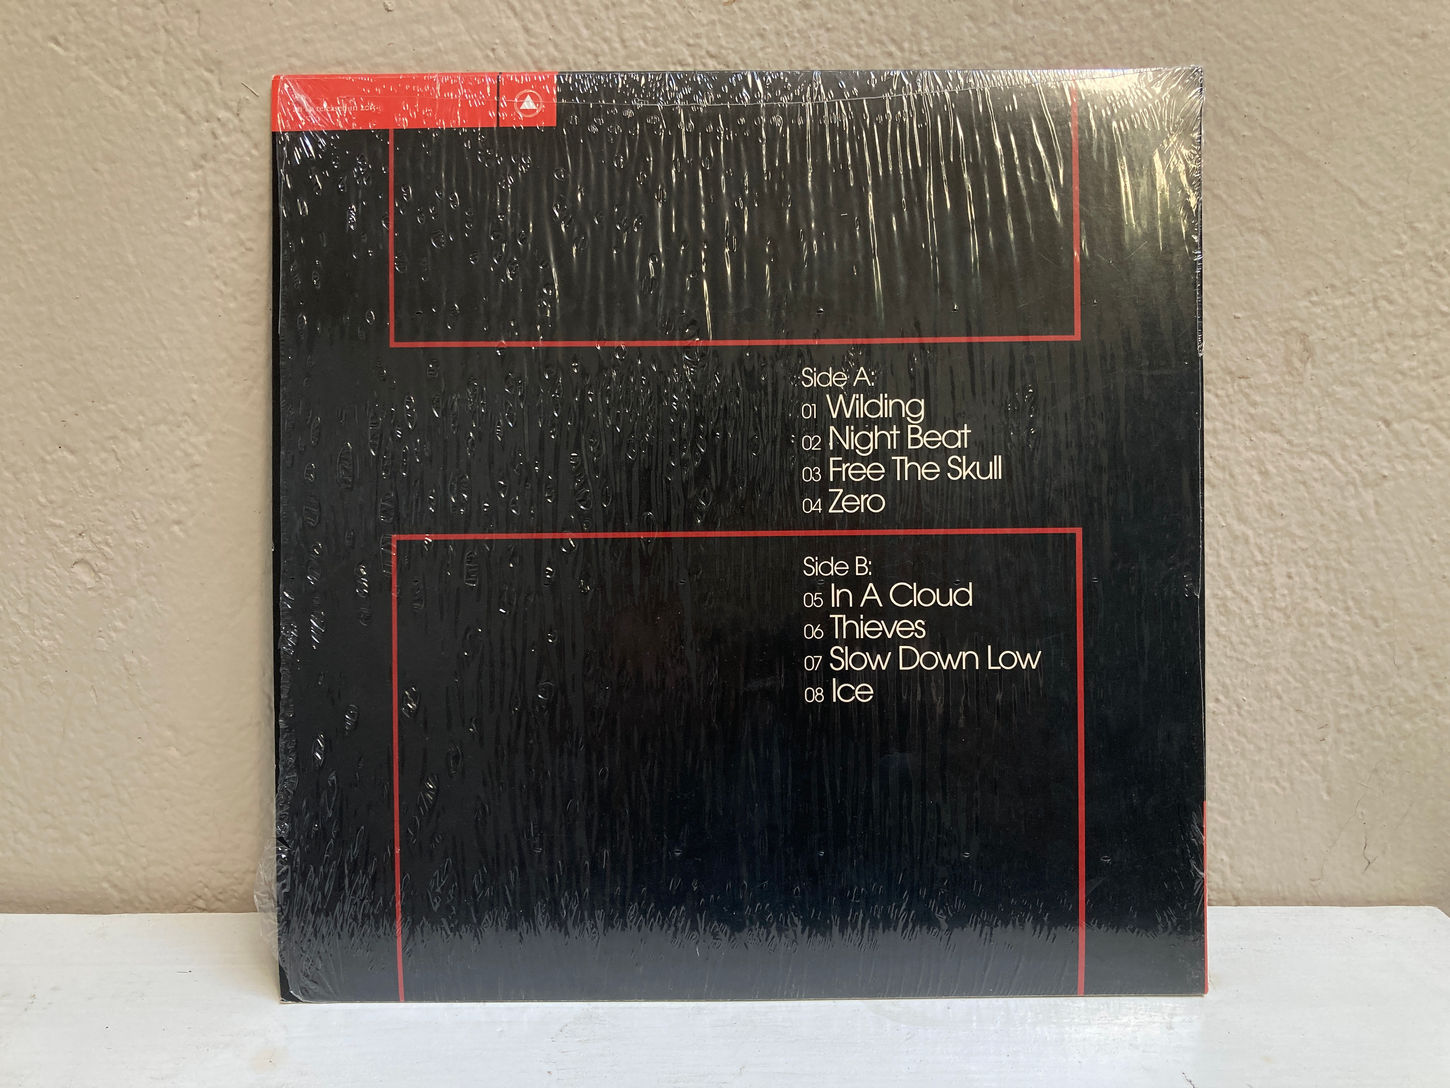 Side A:
01 Wilding
02 Night Beat
03 Free The Skull
04 Zero
Side B:
05 In A Cloud
06 Thieves
07 Slow Down Low
08 Ice